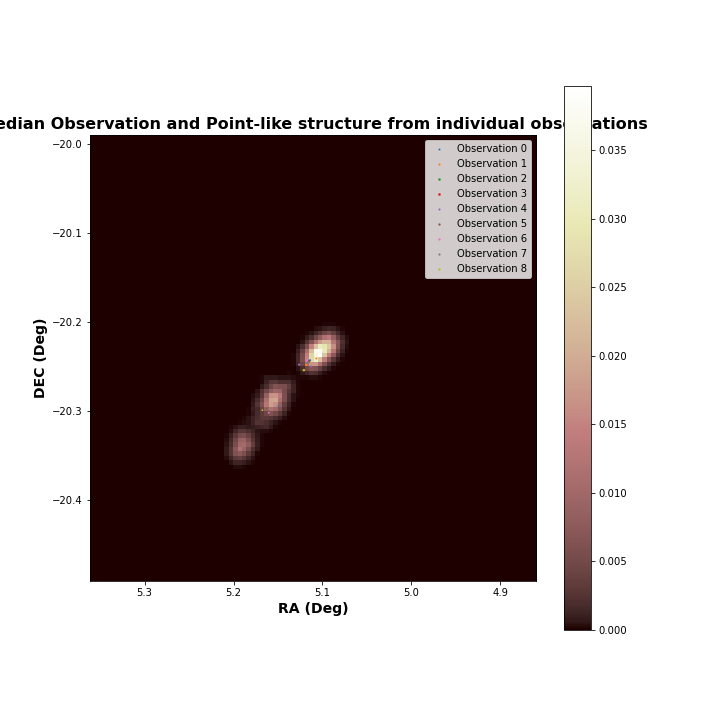 edian Observation and Point-like structure from individual obse ations
Observation 0
Observation 1
Observation 2
Observation 3
Observation 4
Observation 5
Observation 6
Observation 7
Observation 8
−20.0
−20.1
−20.2
−20.3
−20.4
DEC (Deg)
5.3 5.2 5.1 5.0 4.9
RA (Deg)
0.035
0.030
0.025
0.020
0.015
0.010
0.005
0.000